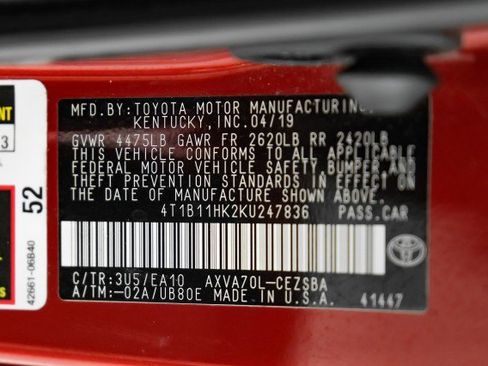 MFD.BY:TOYOTA MOTOR MANUFACTURING,
KENTUCKY,INC.04/19
GVWR 4475LB GAWR FR 2620LB RR 2420LB
THIS VEHICLE CONFORMS TO ALL APPLICABLE
FEDERAL MOTOR VEHICLE SAFETY,BUMPER AND
THEFT PREVENTION STANDARDS IN EFFECT ON
THE DATE OF MANUFACTURE SHOWN ABOVE.
4T1B11HK2KU247836 PASS.CAR
C/TR:3U5/EA10 AXVA70L-CEZSBA
A/TM:-02A/UB80E MADE IN U.S.A. 41447
52
42661-06B40